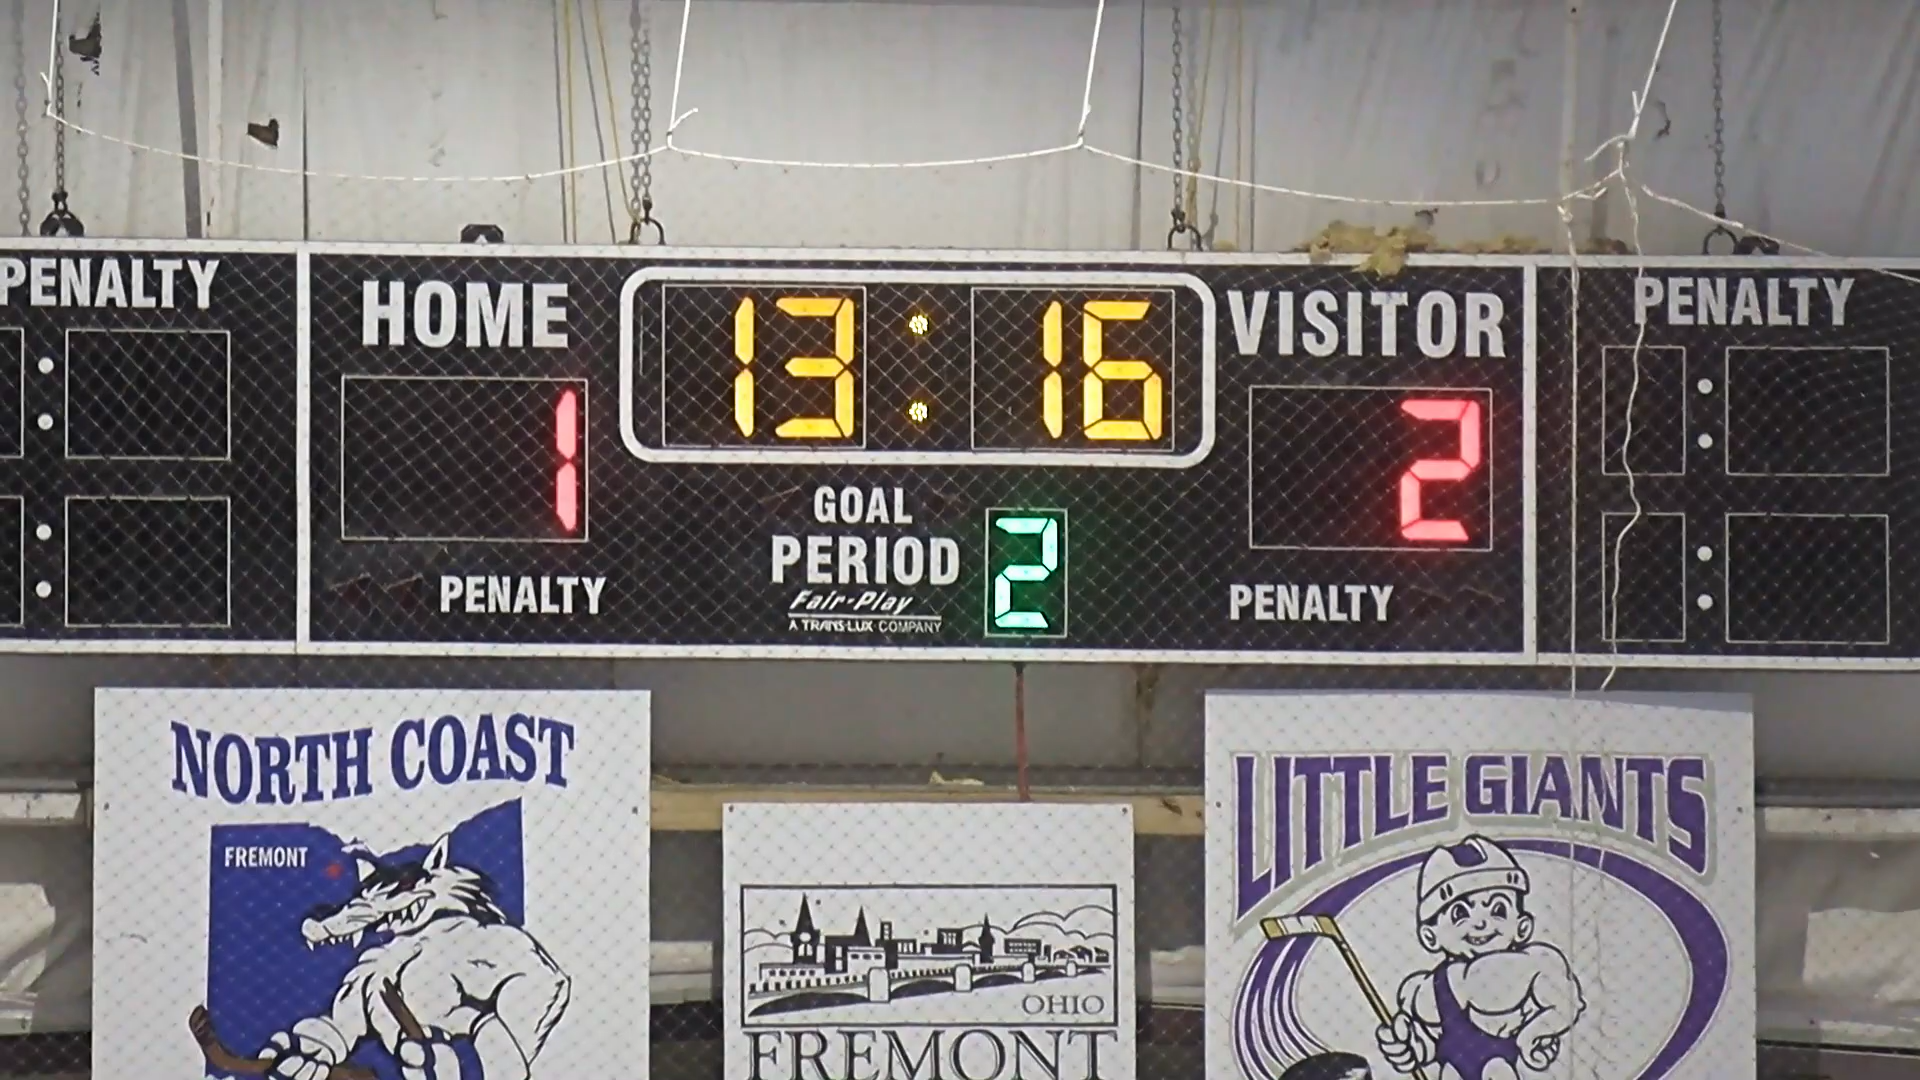 PENALTY
HOME
13:16
VISITOR
PENALTY
1
2
GOAL
PERIOD
2
PENALTY
Fair-Play
A TRANS-LUX COMPANY
PENALTY
NORTH COAST
FREMONT
OHIO
FREMONT
LITTLE GIANTS